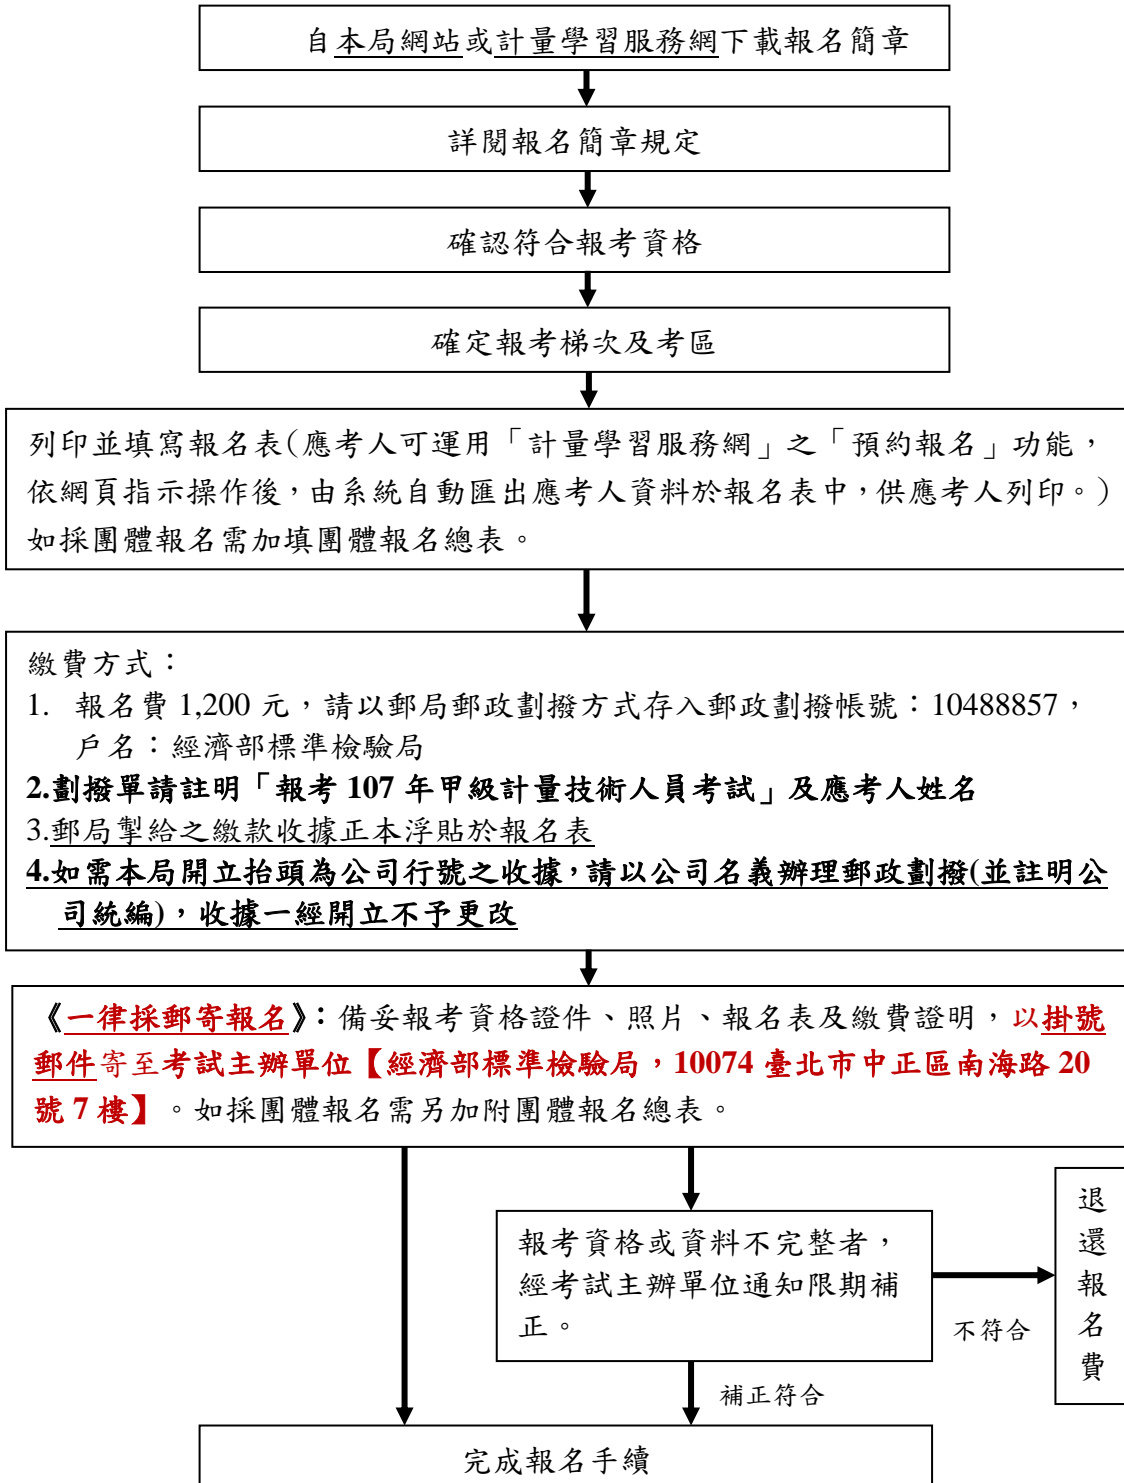 自本局網站或計量學習服務網下載報名簡章
詳閱報名簡章規定
確認符合報考資格
確定報考梯次及考區
列印並填寫報名表(應考人可運用「計量學習服務網」之「預約報名」功能，
依網頁指示操作後，由系統自動匯出應考人資料於報名表中，供應考人列印。)
如採團體報名需加填團體報名總表。
繳費方式：
1. 報名費 1,200 元，請以郵局郵政劃撥方式存入郵政劃撥帳號：10488857，
戶名：經濟部標準檢驗局
2.劃撥單請註明「報考 107 年甲級計量技術人員考試」及應考人姓名
3.郵局掣給之繳款收據正本浮貼於報名表
4.如需本局開立抬頭為公司行號之收據，請以公司名義辦理郵政劃撥(並註明公
司統編)，收據一經開立不予更改
《一律採郵寄報名》：備妥報考資格證件、照片、報名表及繳費證明，以掛號
郵件寄至考試主辦單位【經濟部標準檢驗局，10074 臺北市中正區南海路 20
號 7 樓】。如採團體報名需另加附團體報名總表。
報考資格或資料不完整者，
經考試主辦單位通知限期補
正。
不符合
退還報名費
補正符合
完成報名手續